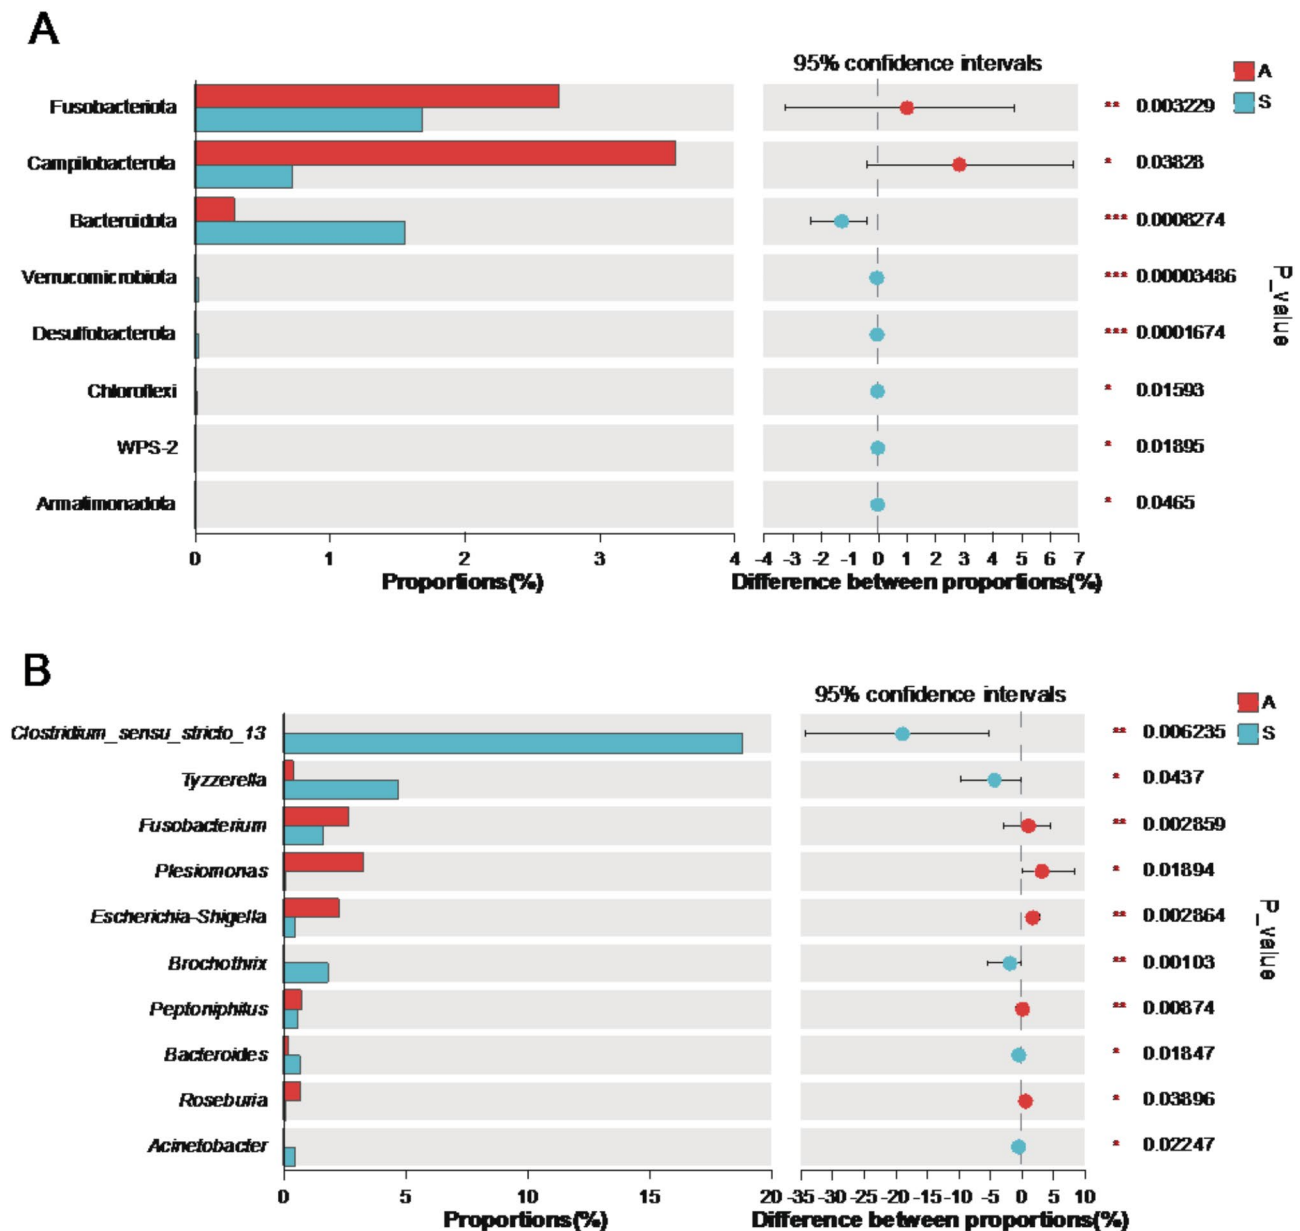 A
95% confidence intervals
A
S
Fusobacteriota ** 0.003229
Campilobacterota * 0.03828
Bacteroidota *** 0.0008274
Verrucomicrobiota *** 0.00003486
Desulfobacterota *** 0.0001674
Chloroflexi * 0.01593
WPS-2 * 0.01895
Armatimonadota * 0.0465
P_value
0 1 2 3 4 -4 -3 -2 -1 0 1 2 3 4 5 6 7
Proportions(%) Difference between proportions(%)
B
95% confidence intervals
A
S
Clostridium_sensu_stricto_13 ** 0.006235
Tyzzerella * 0.0437
Fusobacterium ** 0.002859
Plesiomonas * 0.01894
Escherichia-Shigella ** 0.002864
Brochothrix ** 0.00103
Peptoniphilus ** 0.00874
Bacteroides * 0.01847
Roseburia * 0.03896
Acinetobacter * 0.02247
P_value
0 5 10 15 20 -35 -30 -25 -20 -15 -10 -5 0 5 10
Proportions(%) Difference between proportions(%)